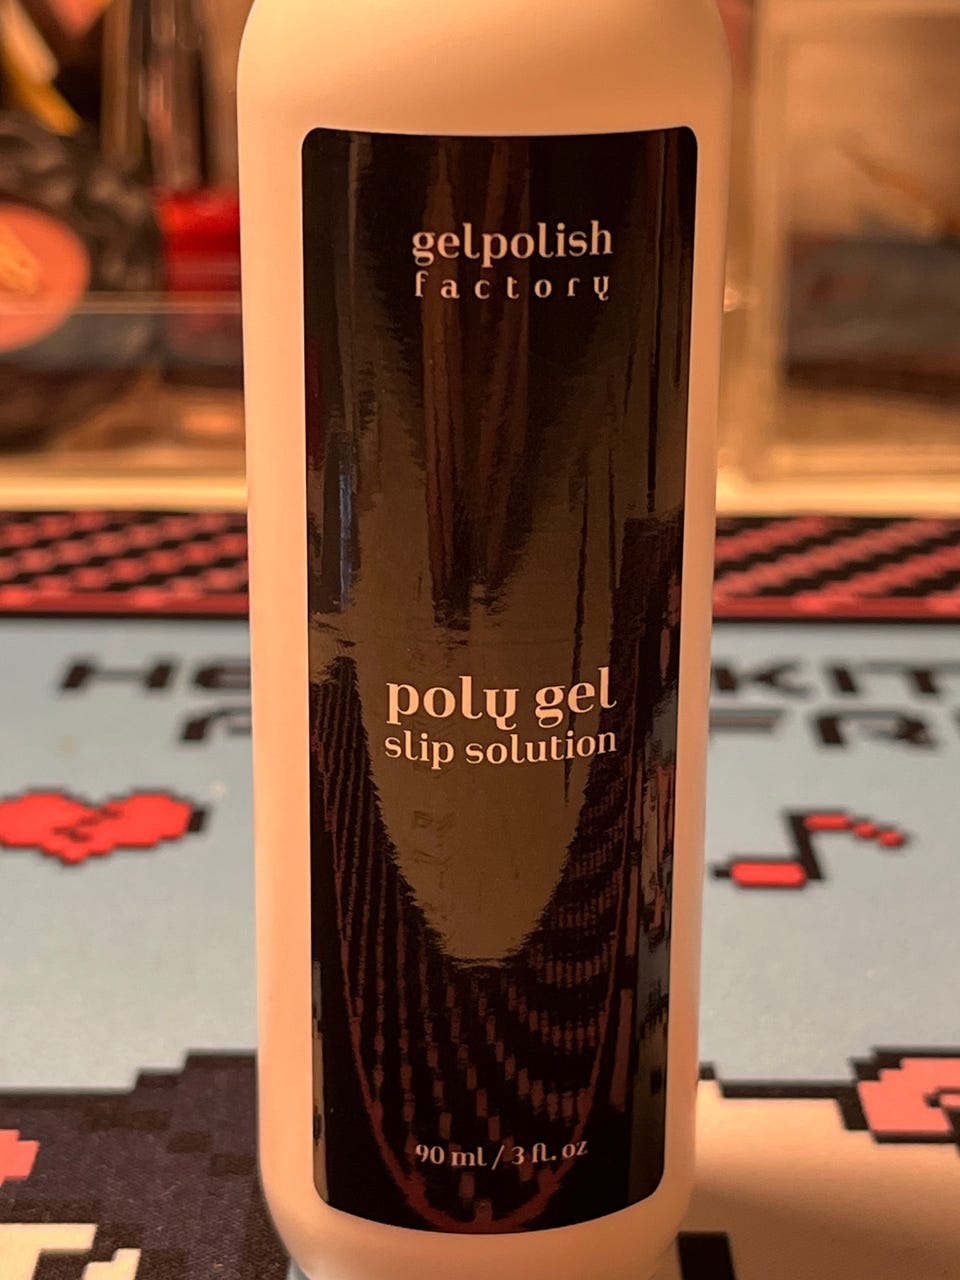 gelpolish
factory
poly gel
slip solution
90 ml / 3 fl. oz